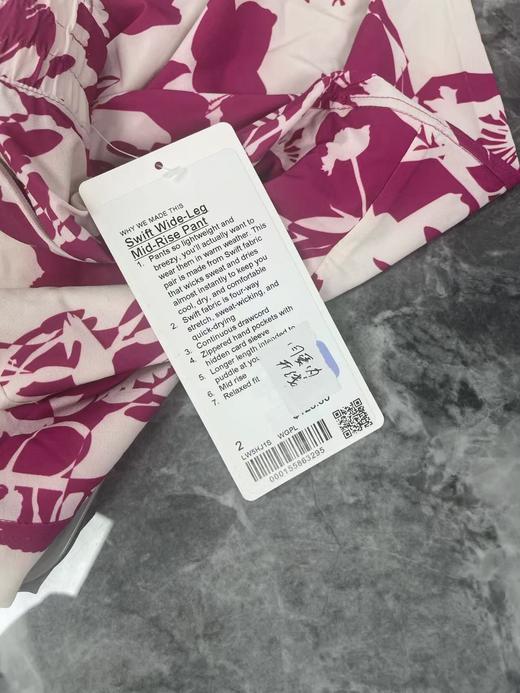 WHY WE MADE THIS
Swift Wide-Leg
Mid-Rise Pant
1. Pants so lightweight and
breezy, you'll actually want to
wear them in warm weather. This
pair is made from Swift fabric
that wicks sweat and dries
almost instantly to keep you
cool, dry, and comfortable
2. Swift fabric is four-way
stretch, sweat-wicking, and
quick-drying
3. Continuous drawcord
4. Zippered hand pockets with
hidden card sleeve
5. Longer length intended to
puddle at
6. Mid rise
7. Relaxed fit
2
LW5HJ1S WGPL
000155863295